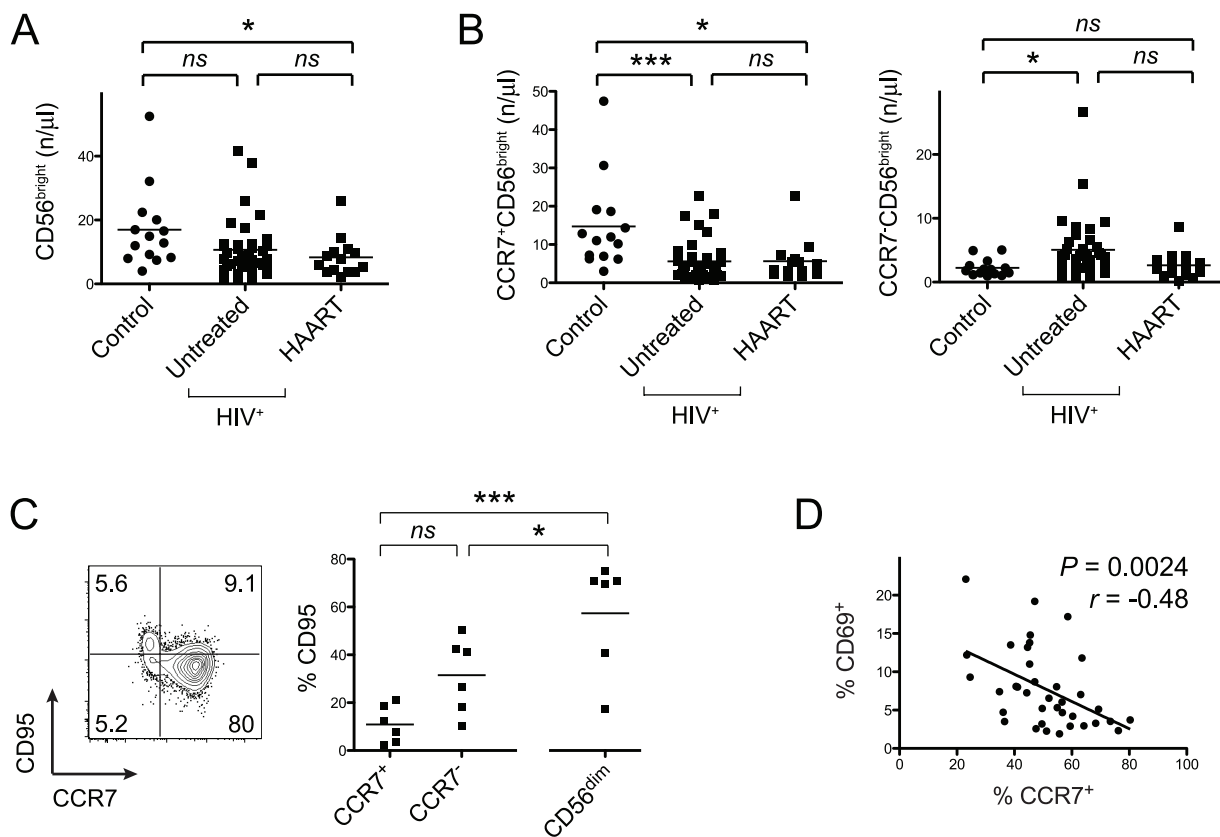 A
*
ns ns
CD56bright (n/μl)
40
20
0
Control
Untreated
HAART
HIV+
B
*
*** ns
CCR7+CD56bright (n/μl)
50
40
30
20
10
0
Control
Untreated
HAART
HIV+
ns
* ns
CCR7-CD56bright (n/μl)
20
10
0
Control
Untreated
HAART
HIV+
C
5.6 9.1
5.2 80
CD95
CCR7
***
ns *
% CD95
80
60
40
20
0
CCR7+
CCR7-
CD56dim
D
P = 0.0024
r = -0.48
% CD69+
20
15
10
5
0
0 20 40 60 80 100
% CCR7+